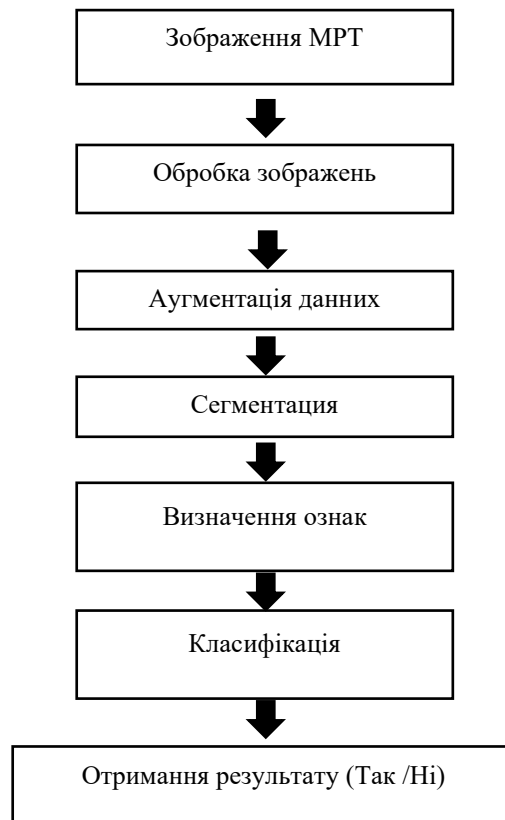 Зображення МРТ
Обробка зображень
Аугментація данних
Сегментация
Визначення ознак
Класифікація
Отримання результату (Так /Ні)